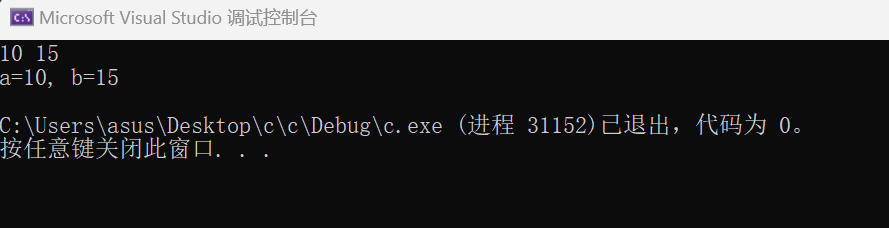 Microsoft Visual Studio 调试控制台
10 15
a=10, b=15
C:\Users\asus\Desktop\c\c\Debug\c.exe (进程 31152)已退出，代码为 0。
按任意键关闭此窗口. . .